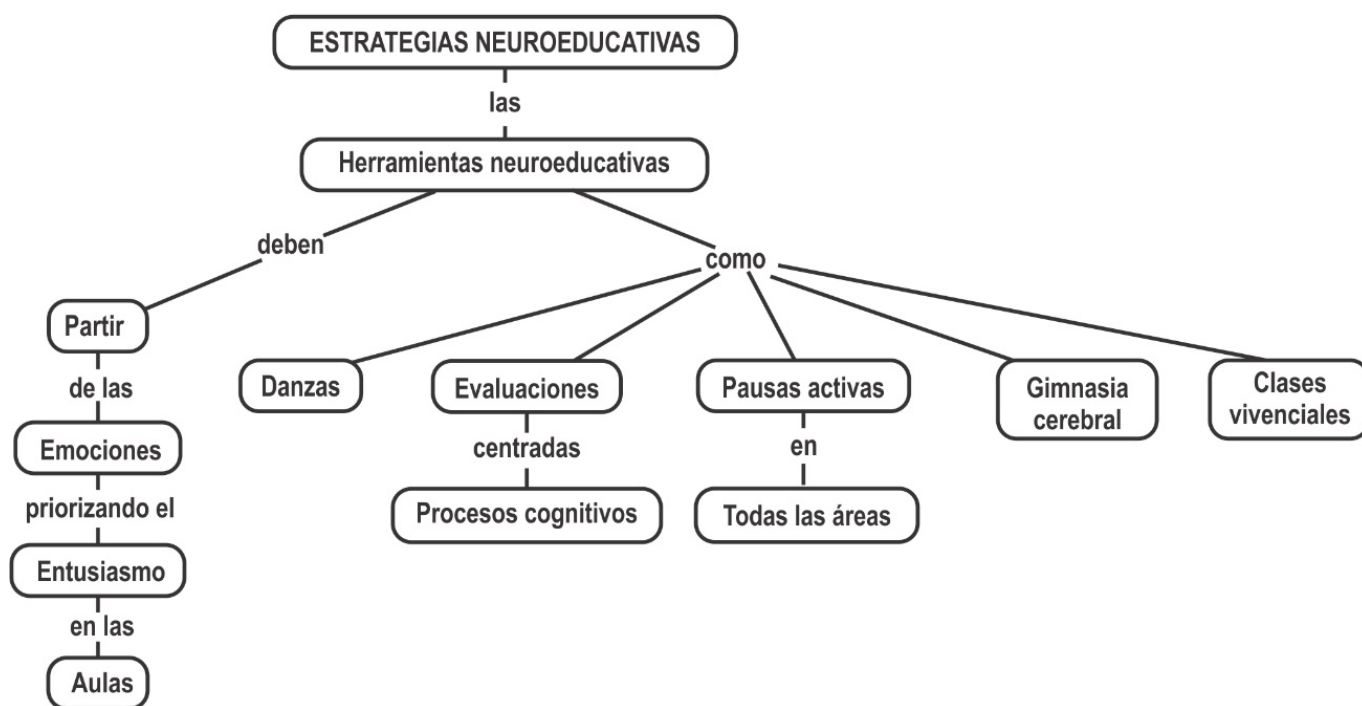 ESTRATEGIAS NEUROEDUCATIVAS
las
Herramientas neuroeducativas
deben
como
Partir
de las
Emociones
priorizando el
Entusiasmo
en las
Aulas
Danzas
Evaluaciones
centradas
Procesos cognitivos
Pausas activas
en
Todas las áreas
Gimnasia
cerebral
Clases
vivenciales